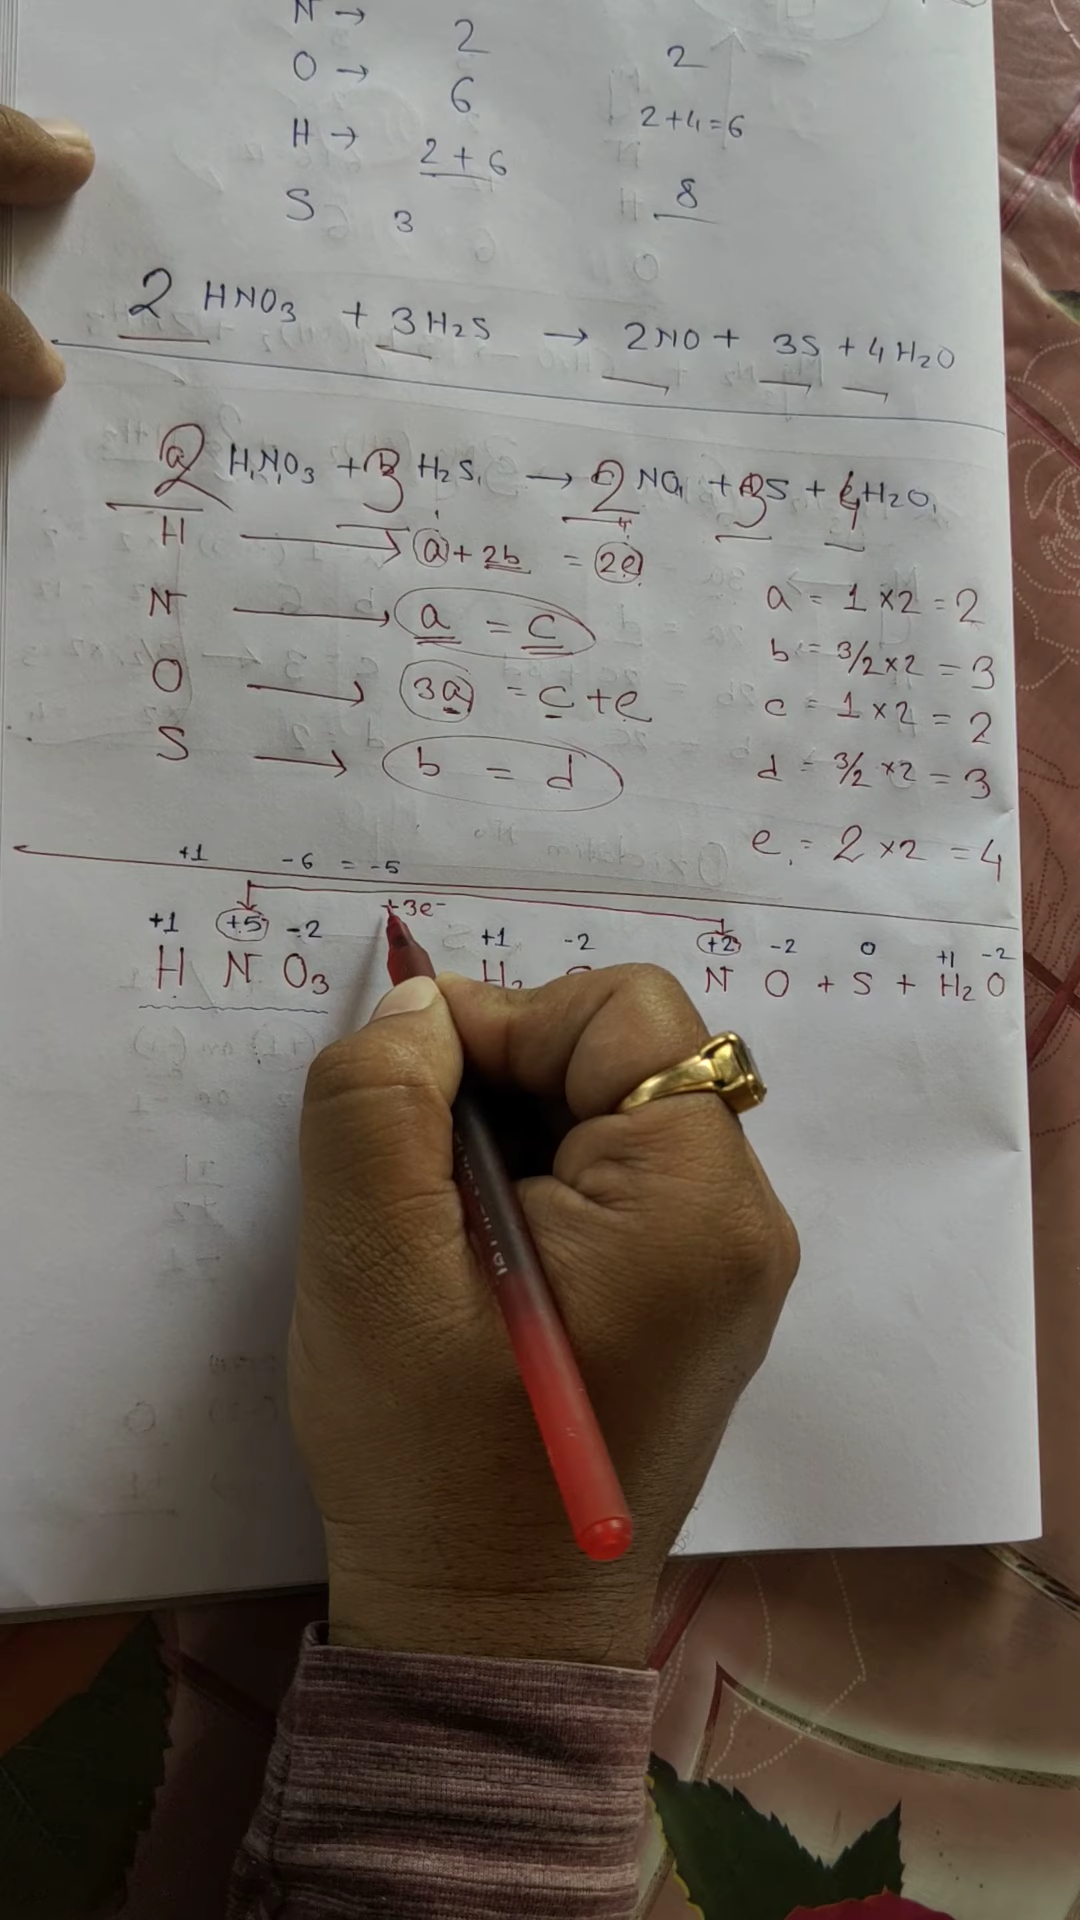 N → 2 2
O → 6 2+4=6
H → 2+6 8
S 3
2 HNO3 + 3H2S → 2NO + 3S + 4H2O
2 HNO3 + 3 H2S → 2 NO + 3S + 4H2O
H → a + 2b = 2e
N → a = c
O → 3a = c + e
S → b = d
a = 1 × 2 = 2
b = 3/2 × 2 = 3
c = 1 × 2 = 2
d = 3/2 × 2 = 3
e = 2 × 2 = 4
+1 -6 = -5
+3e-
+1 +5 -2 +1 -2 +2 -2 0 +1 -2
H N O3 H2 N O + S + H2O